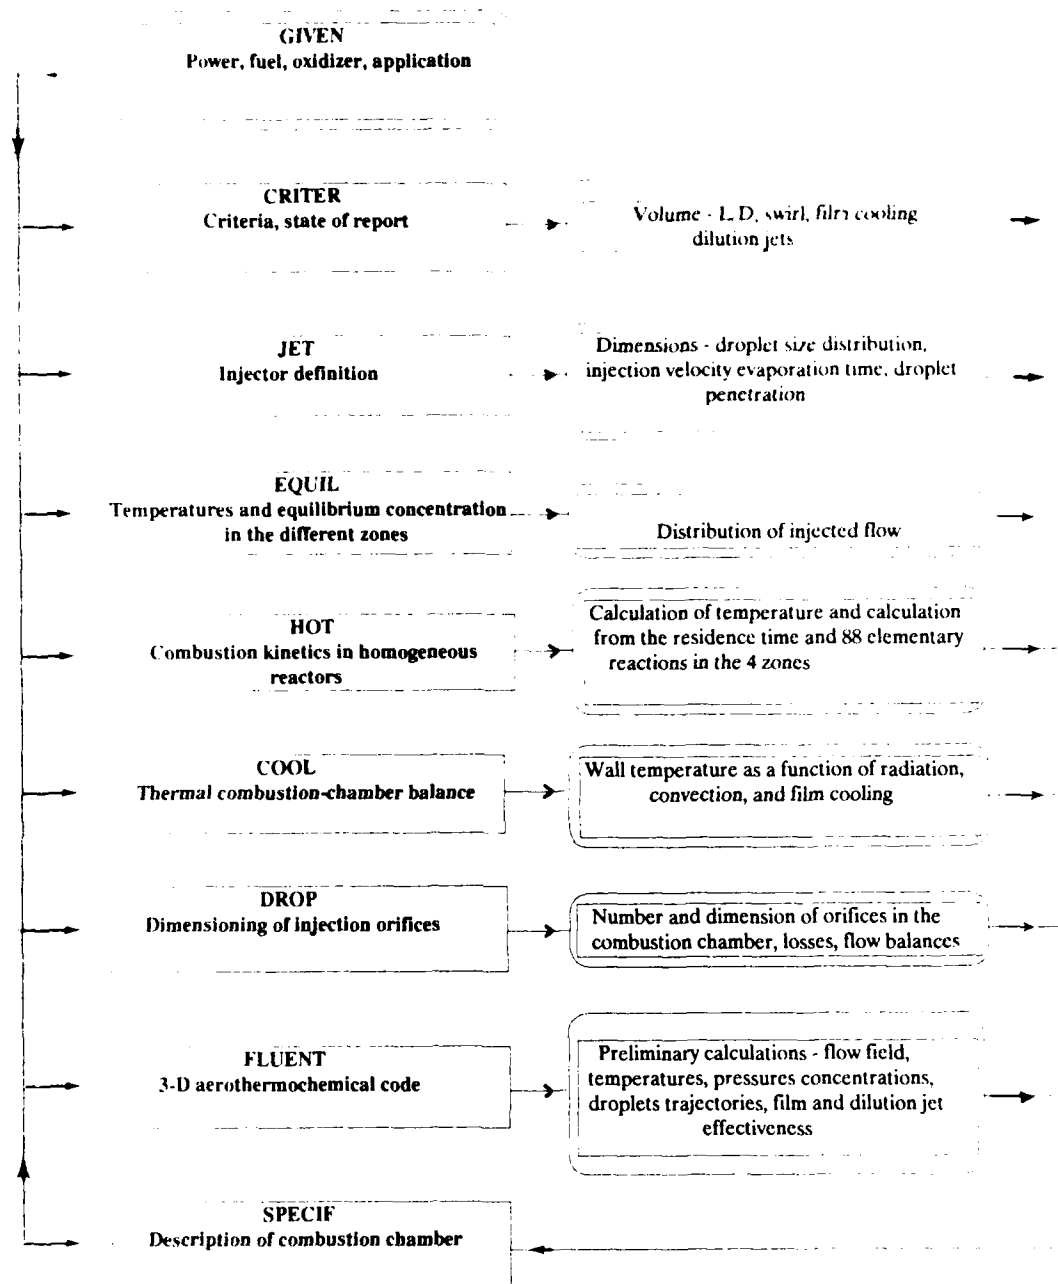 GIVEN
Power, fuel, oxidizer, application
CRITER
Criteria, state of report
Volume - L D, swirl, film cooling
dilution jets
JET
Injector definition
Dimensions - droplet size distribution,
injection velocity evaporation time, droplet
penetration
EQUIL
Temperatures and equilibrium concentration
in the different zones
Distribution of injected flow
HOT
Combustion kinetics in homogeneous
reactors
Calculation of temperature and calculation
from the residence time and 88 elementary
reactions in the 4 zones
COOL
Thermal combustion-chamber balance
Wall temperature as a function of radiation,
convection, and film cooling
DROP
Dimensioning of injection orifices
Number and dimension of orifices in the
combustion chamber, losses, flow balances
FLUENT
3-D aerothermochemical code
Preliminary calculations - flow field,
temperatures, pressures concentrations,
droplets trajectories, film and dilution jet
effectiveness
SPECIF
Description of combustion chamber